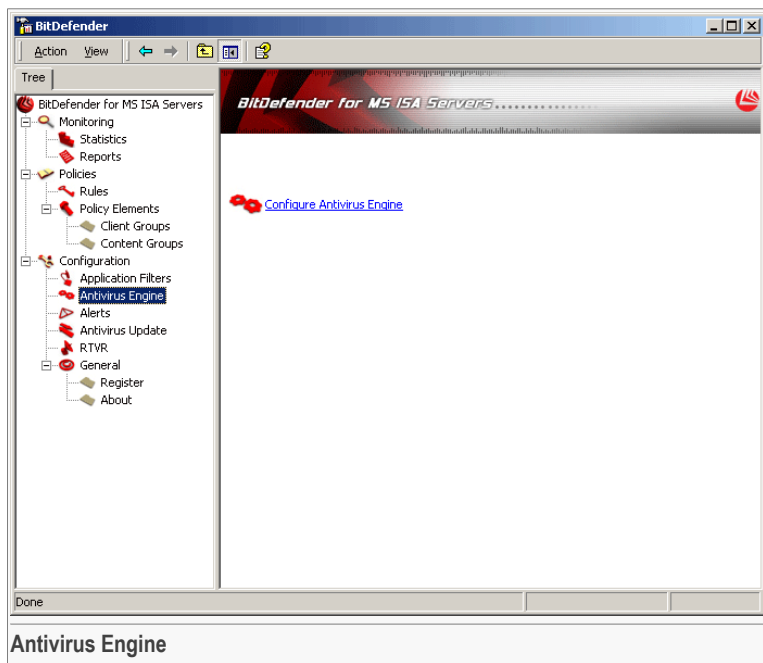 BitDefender
Action View
Tree
BitDefender for MS ISA Servers
Monitoring
Statistics
Reports
Policies
Rules
Policy Elements
Client Groups
Content Groups
Configuration
Application Filters
Antivirus Engine
Alerts
Antivirus Update
RTVR
General
Register
About
BitDefender for MS ISA Servers..............
Configure Antivirus Engine
Done
Antivirus Engine